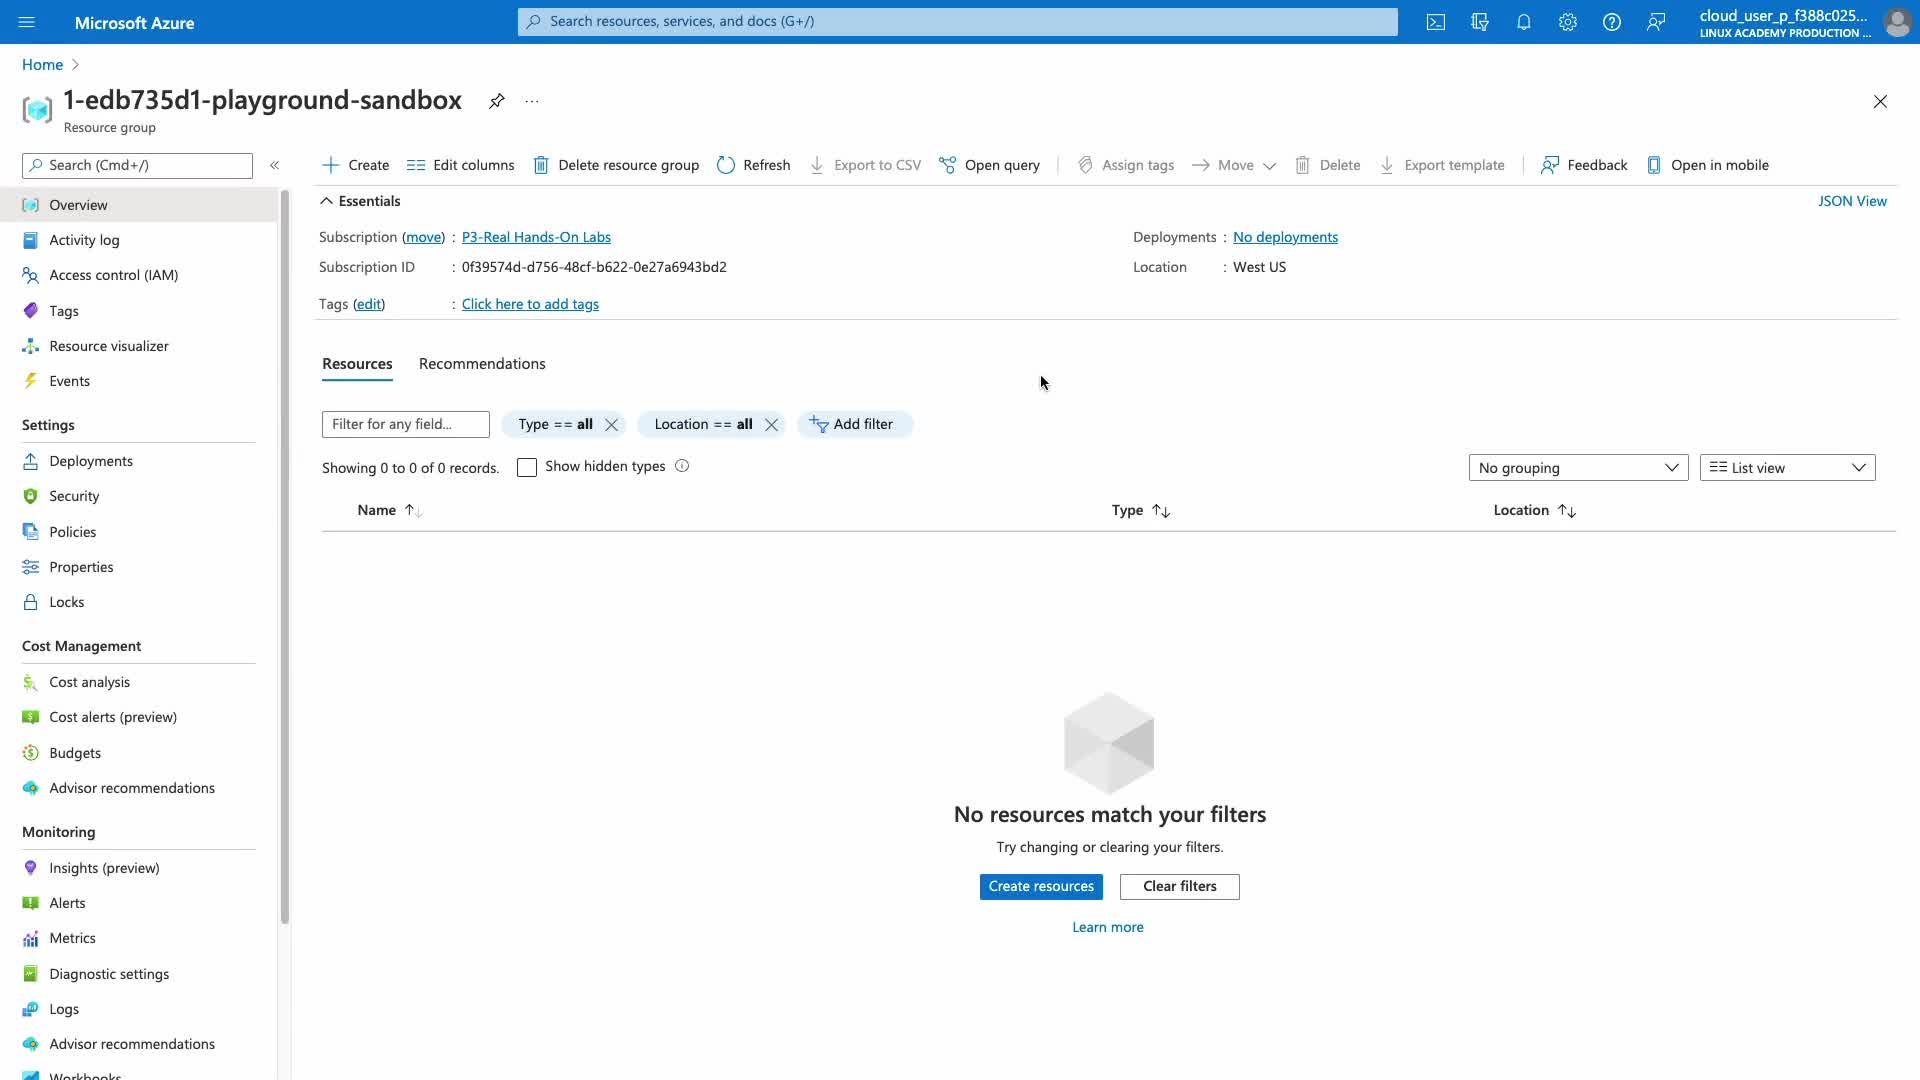 Microsoft Azure
Search resources, services, and docs (G+/)
cloud_user_p_f388c025...
LINUX ACADEMY PRODUCTION ...
Home
1-edb735d1-playground-sandbox
Resource group
Search (Cmd+/)
Create
Edit columns
Delete resource group
Refresh
Export to CSV
Open query
Assign tags
Move
Delete
Export template
Feedback
Open in mobile
Overview
Activity log
Access control (IAM)
Tags
Resource visualizer
Events
Settings
Deployments
Security
Policies
Properties
Locks
Cost Management
Cost analysis
Cost alerts (preview)
Budgets
Advisor recommendations
Monitoring
Insights (preview)
Alerts
Metrics
Diagnostic settings
Logs
Advisor recommendations
Workbooks
Essentials
JSON View
Subscription (move) : P3-Real Hands-On Labs
Deployments : No deployments
Subscription ID : 0f39574d-d756-48cf-b622-0e27a6943bd2
Location : West US
Tags (edit) : Click here to add tags
Resources
Recommendations
Filter for any field...
Type == all
Location == all
Add filter
Showing 0 to 0 of 0 records.
Show hidden types
No grouping
List view
Name
Type
Location
No resources match your filters
Try changing or clearing your filters.
Create resources
Clear filters
Learn more